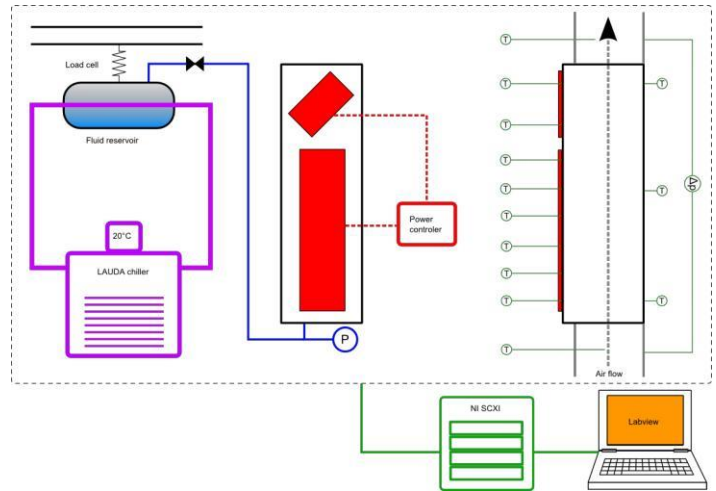 Load cell
Fluid reservoir
20°C
LAUDA chiller
Power
controler
P
T
T
T
T
T
T
T
T
T
T
T
T
T
Δp
Air flow
NI SCXI
Labview